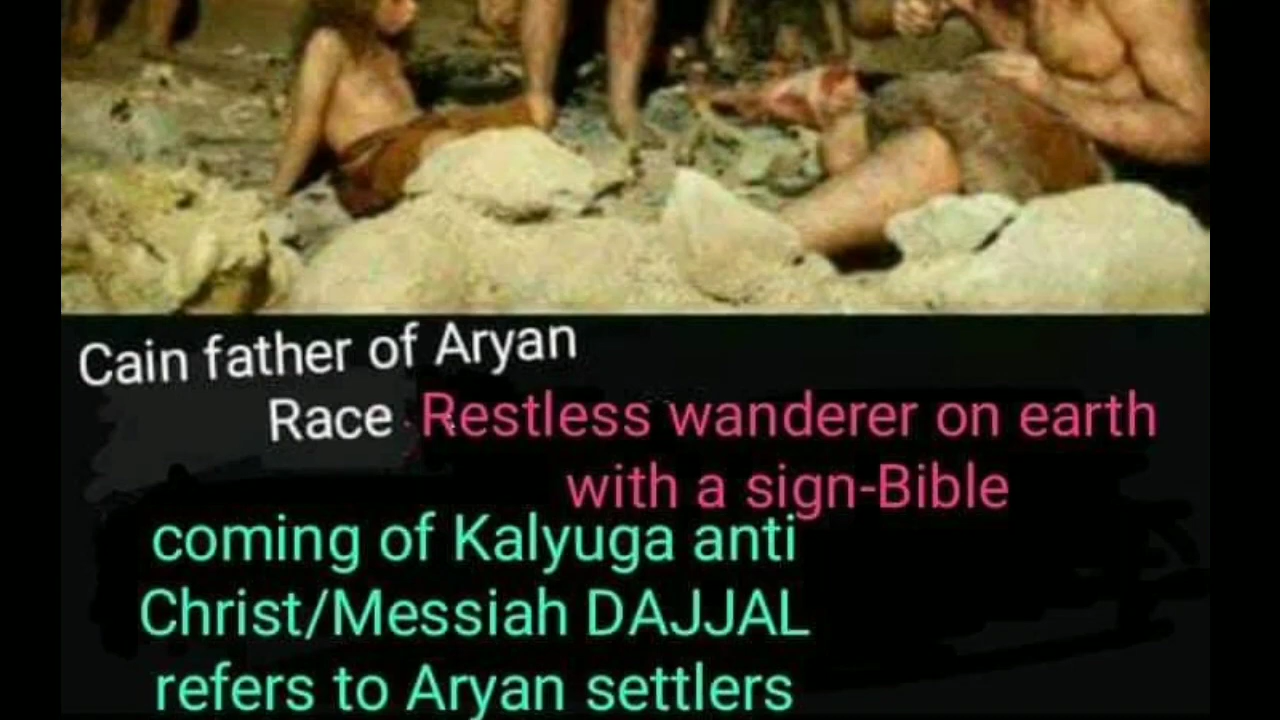 Cain father of Aryan
Race Restless wanderer on earth
with a sign-Bible
coming of Kalyuga anti
Christ/Messiah DAJJAL
refers to Aryan settlers